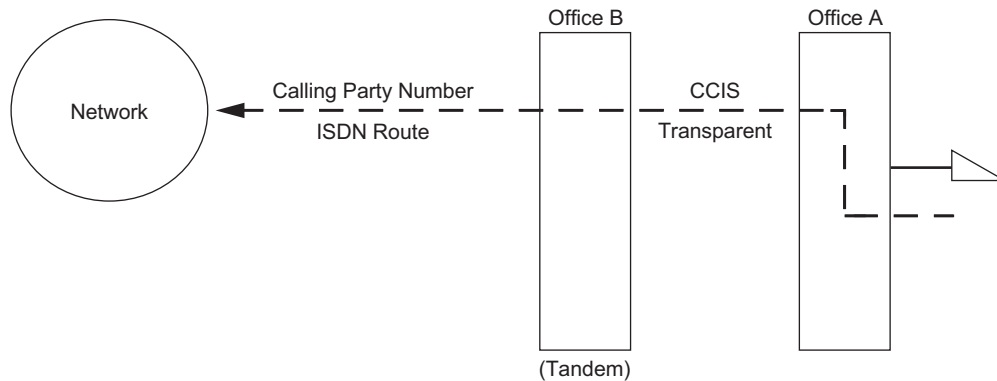 Office B
Office A
Network
Calling Party Number
ISDN Route
CCIS
Transparent
(Tandem)